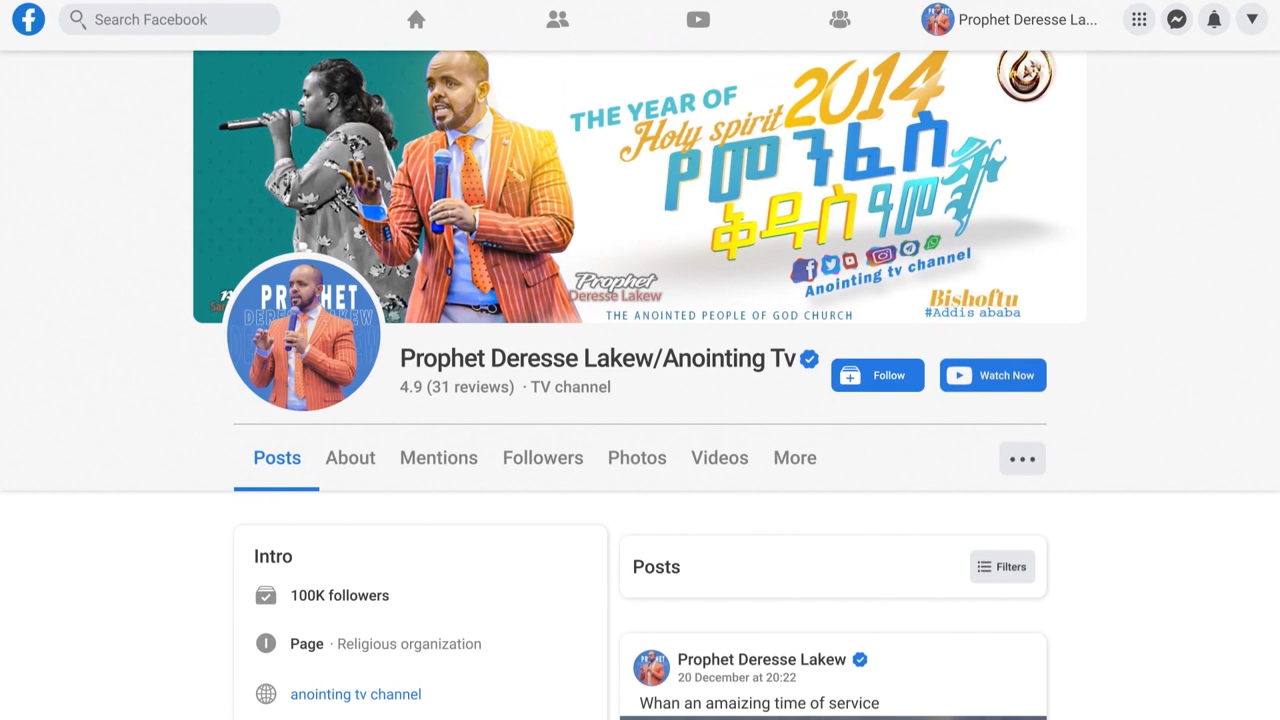 Search Facebook
Prophet Deresse La...
THE YEAR OF
Holy spirit
2014
የመንፈስ
ቅዱስ ዓመት
Anointing tv channel
Prophet
Deresse Lakew
THE ANOINTED PEOPLE OF GOD CHURCH
Bishoftu
#Addis ababa
PROPHET
DERESSE LAKEW
Prophet Deresse Lakew/Anointing Tv
4.9 (31 reviews) · TV channel
Follow
Watch Now
Posts About Mentions Followers Photos Videos More
Intro
100K followers
Page · Religious organization
anointing tv channel
Posts
Filters
Prophet Deresse Lakew
20 December at 20:22
Whan an amaizing time of service